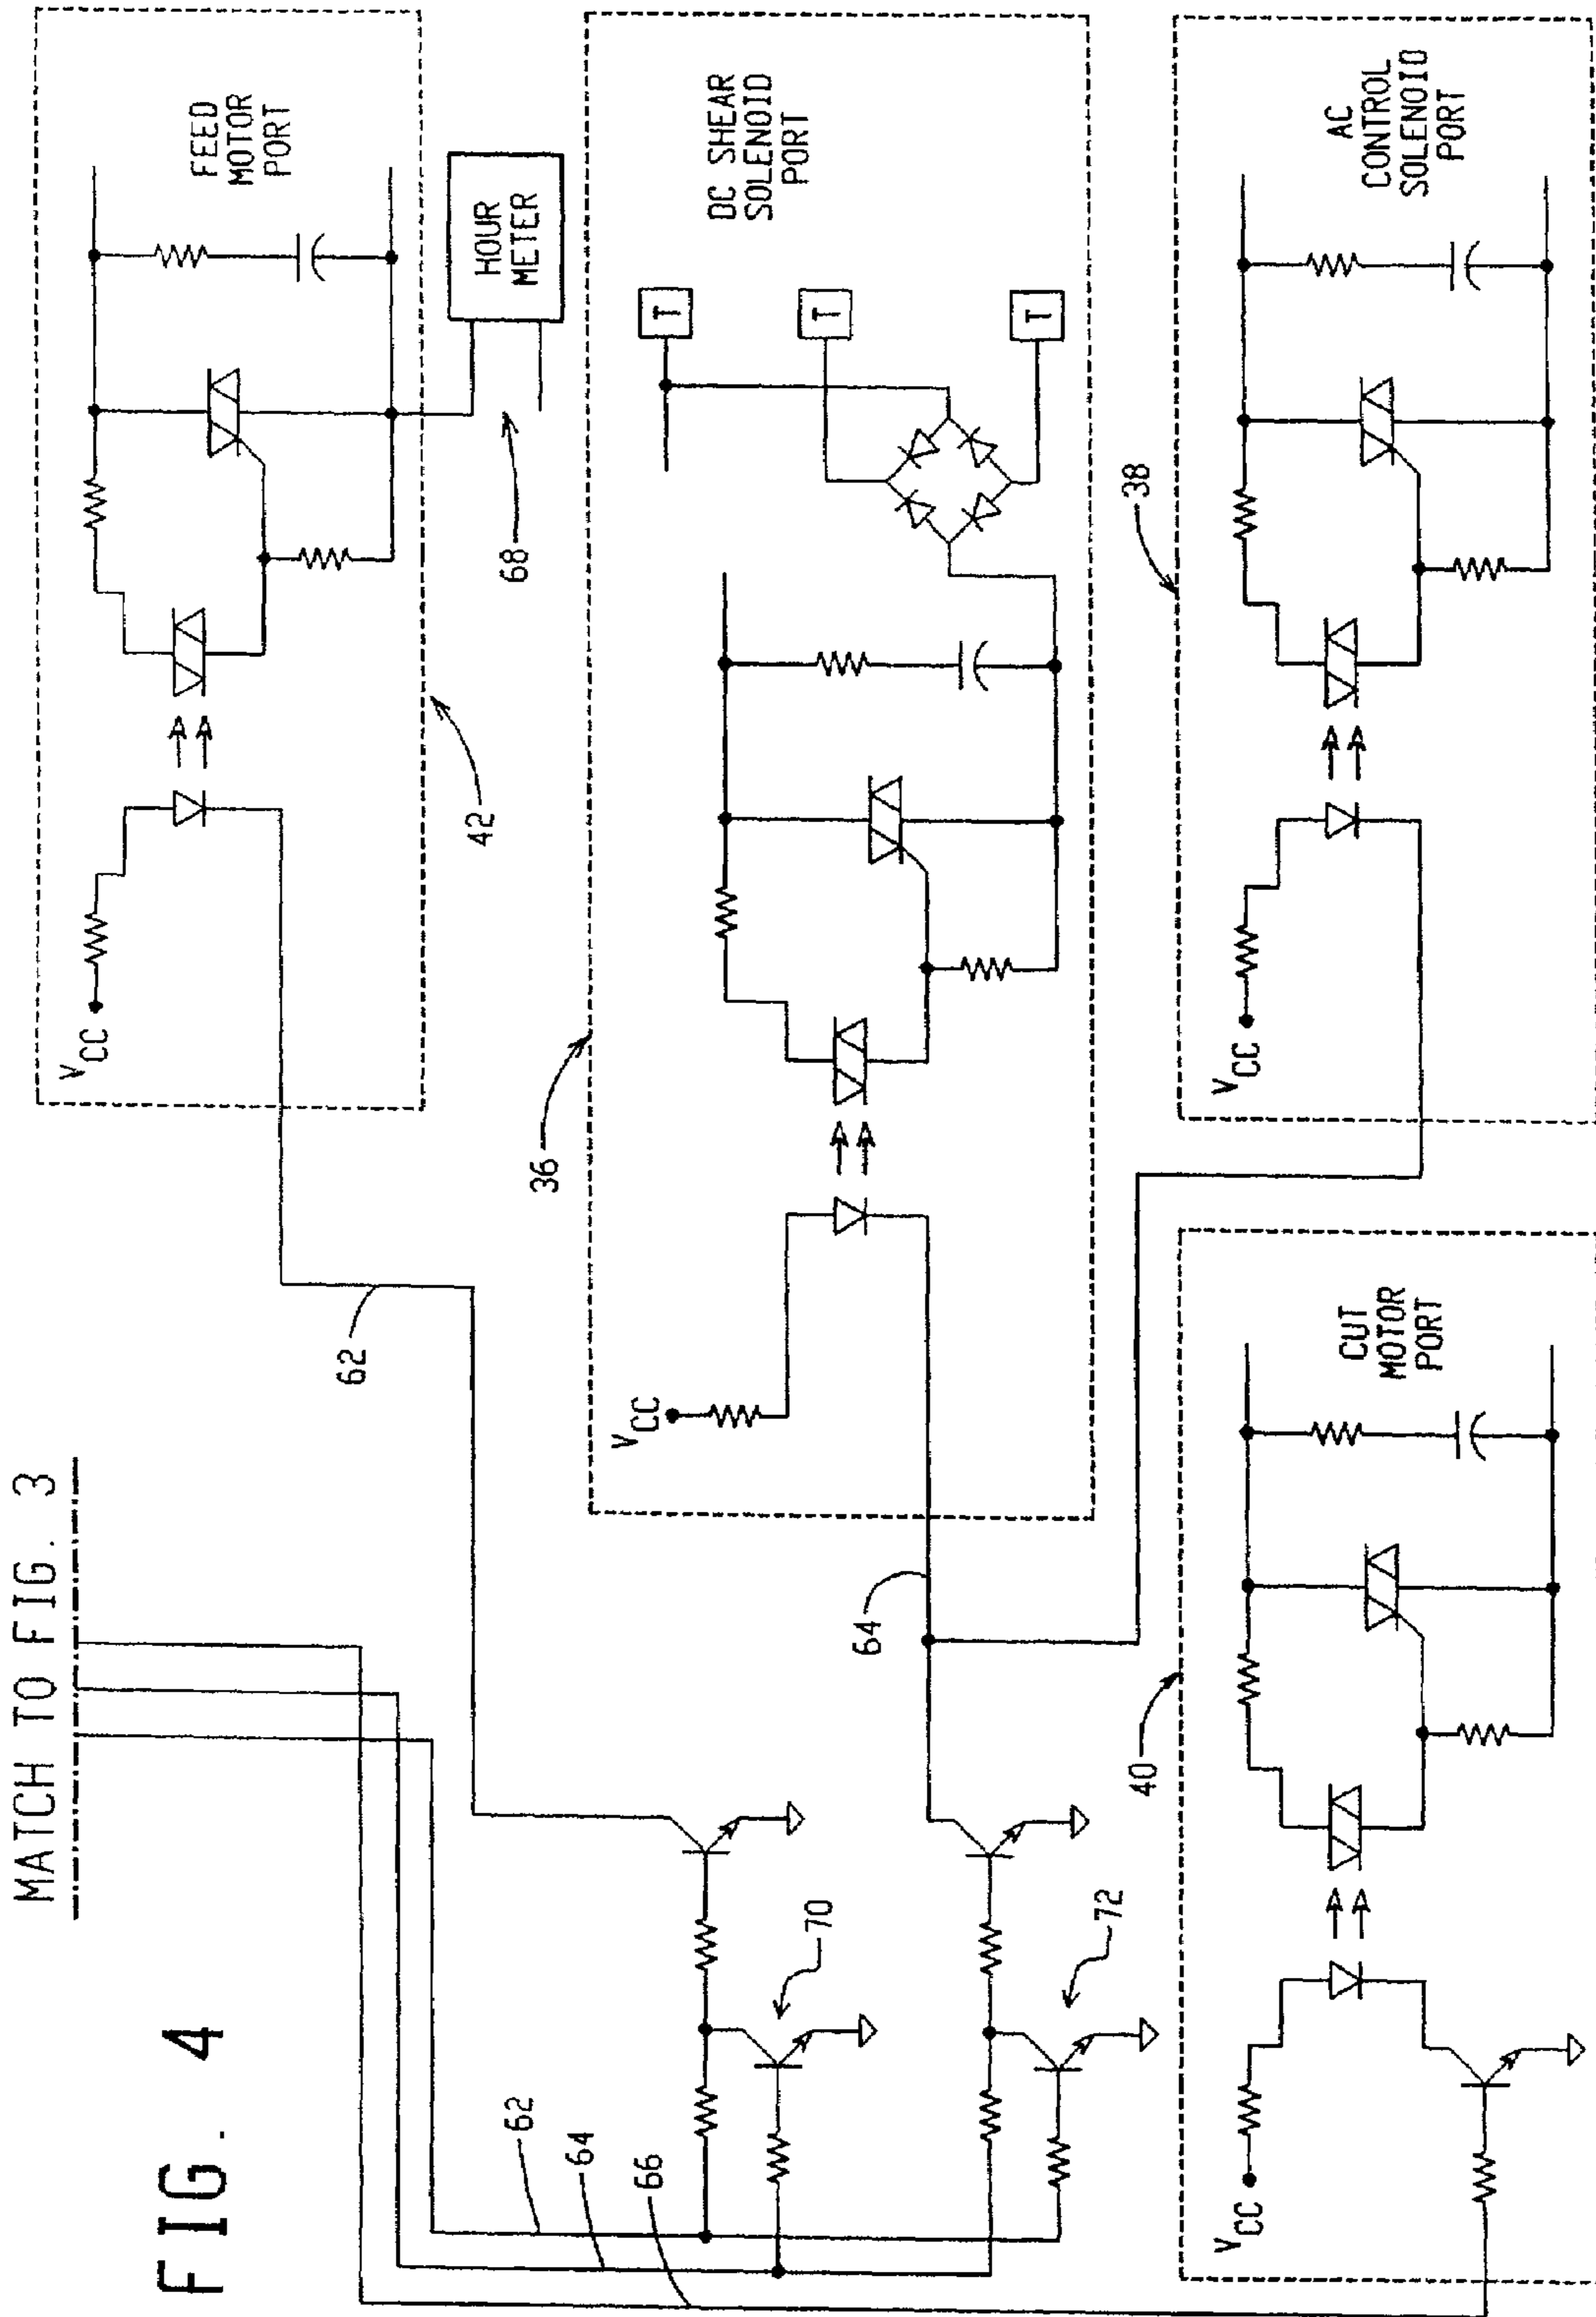 FIG. 4
MATCH TO FIG. 3
62
64
66
70
72
62
64
VCC
FEED
MOTOR
PORT
42
HOUR
METER
68
36
VCC
DC SHEAR
SOLENOID
PORT
T
T
T
40
VCC
CUT
MOTOR
PORT
38
VCC
AC
CONTROL
SOLENOID
PORT